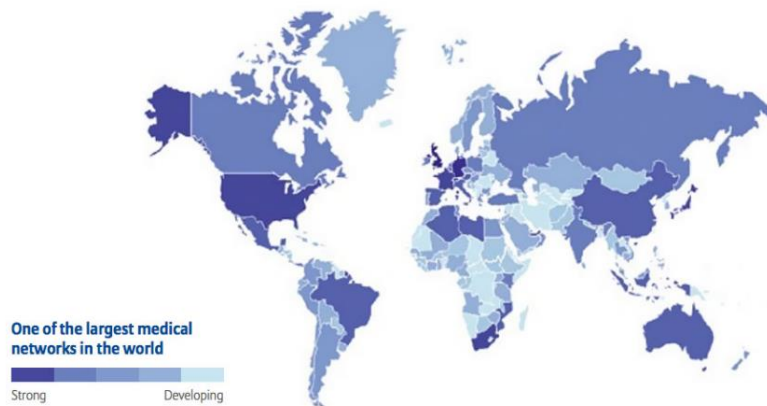 One of the largest medical
networks in the world
Strong Developing